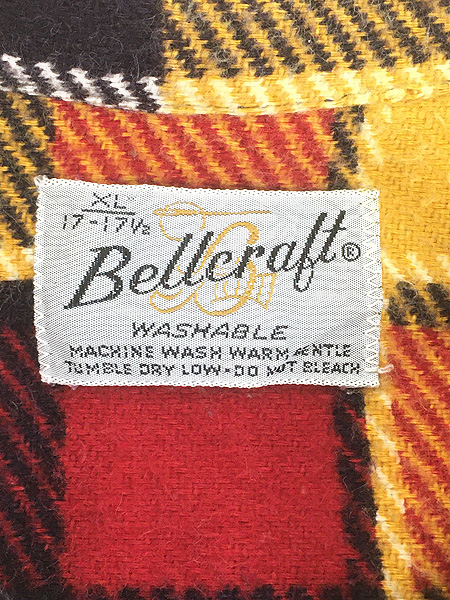 XL
17-17½
Bellcraft®
WASHABLE
MACHINE WASH WARM GENTLE
TUMBLE DRY LOW-DO NOT BLEACH